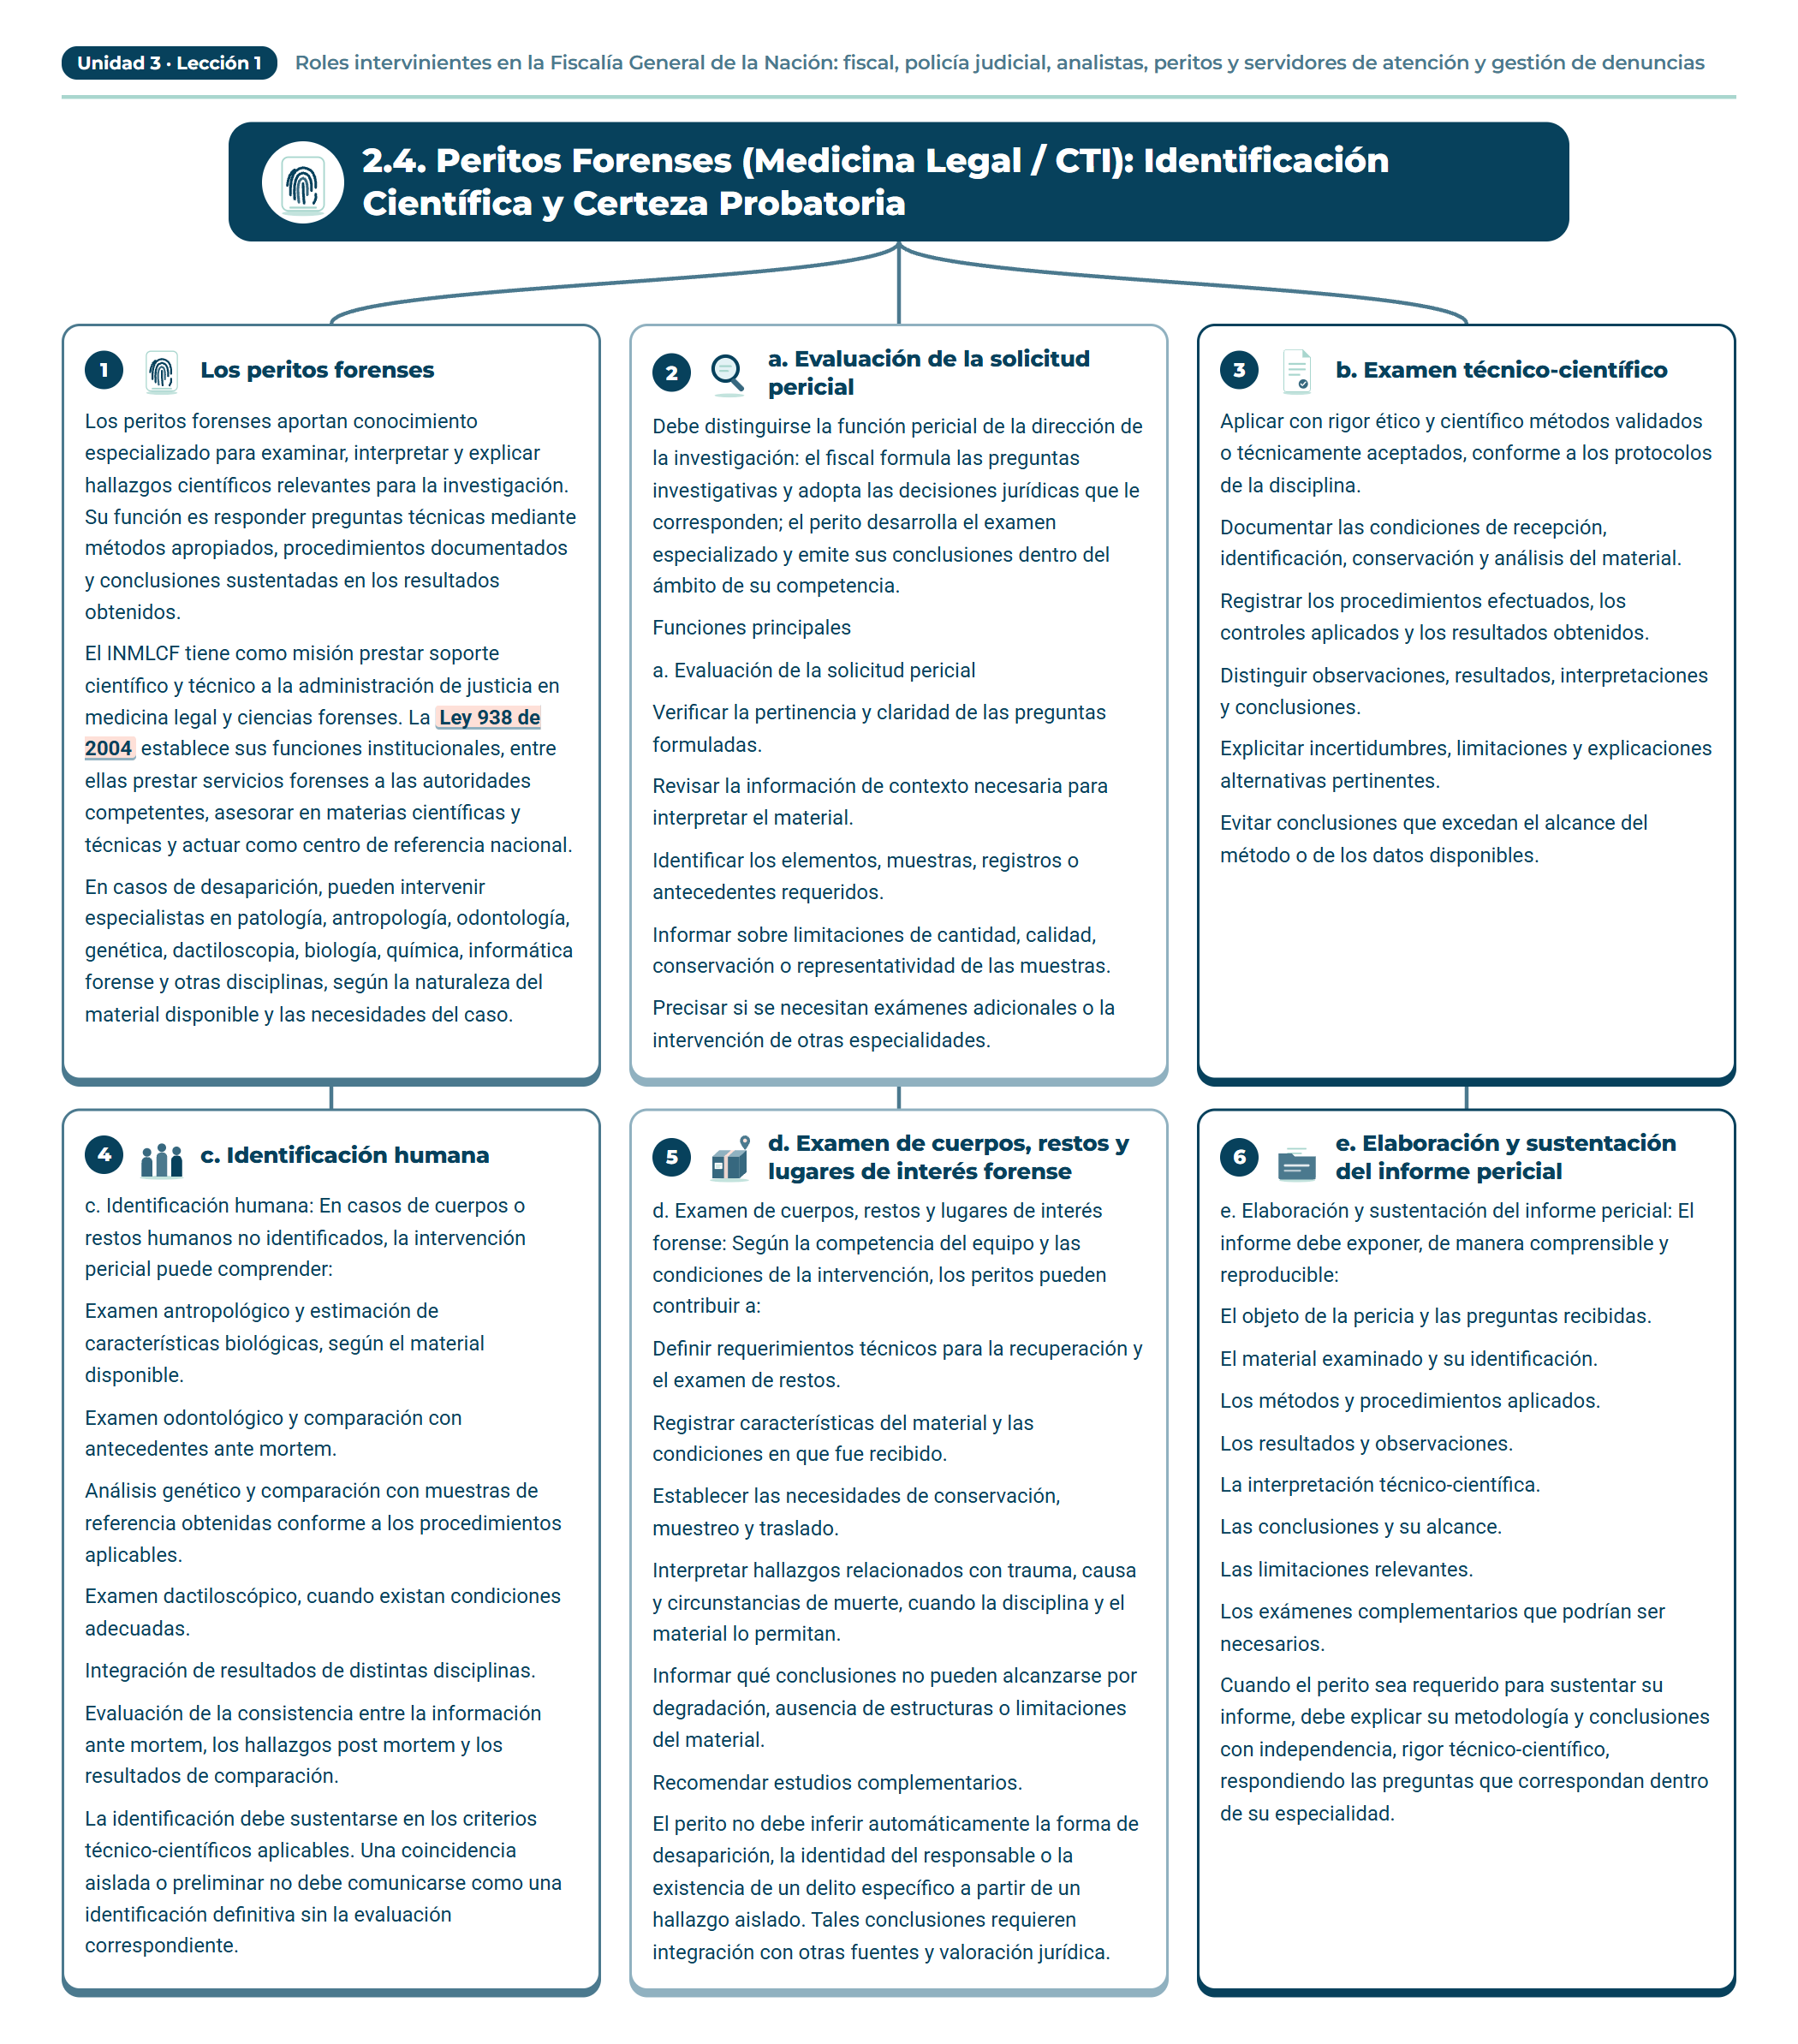 Unidad 3 · Lección 1
Roles intervinientes en la Fiscalía General de la Nación: fiscal, policía judicial, analistas, peritos y servidores de atención y gestión de denuncias
2.4. Peritos Forenses (Medicina Legal / CTI): Identificación
Científica y Certeza Probatoria
1
Los peritos forenses
Los peritos forenses aportan conocimiento
especializado para examinar, interpretar y explicar
hallazgos científicos relevantes para la investigación.
Su función es responder preguntas técnicas mediante
métodos apropiados, procedimientos documentados
y conclusiones sustentadas en los resultados
obtenidos.
El INMLCF tiene como misión prestar soporte
científico y técnico a la administración de justicia en
medicina legal y ciencias forenses. La Ley 938 de
2004 establece sus funciones institucionales, entre
ellas prestar servicios forenses a las autoridades
competentes, asesorar en materias científicas y
técnicas y actuar como centro de referencia nacional.
En casos de desaparición, pueden intervenir
especialistas en patología, antropología, odontología,
genética, dactiloscopia, biología, química, informática
forense y otras disciplinas, según la naturaleza del
material disponible y las necesidades del caso.
2
a. Evaluación de la solicitud
pericial
Debe distinguirse la función pericial de la dirección de
la investigación: el fiscal formula las preguntas
investigativas y adopta las decisiones jurídicas que le
corresponden; el perito desarrolla el examen
especializado y emite sus conclusiones dentro del
ámbito de su competencia.
Funciones principales
a. Evaluación de la solicitud pericial
Verificar la pertinencia y claridad de las preguntas
formuladas.
Revisar la información de contexto necesaria para
interpretar el material.
Identificar los elementos, muestras, registros o
antecedentes requeridos.
Informar sobre limitaciones de cantidad, calidad,
conservación o representatividad de las muestras.
Precisar si se necesitan exámenes adicionales o la
intervención de otras especialidades.
3
b. Examen técnico-científico
Aplicar con rigor ético y científico métodos validados
o técnicamente aceptados, conforme a los protocolos
de la disciplina.
Documentar las condiciones de recepción,
identificación, conservación y análisis del material.
Registrar los procedimientos efectuados, los
controles aplicados y los resultados obtenidos.
Distinguir observaciones, resultados, interpretaciones
y conclusiones.
Explicitar incertidumbres, limitaciones y explicaciones
alternativas pertinentes.
Evitar conclusiones que excedan el alcance del
método o de los datos disponibles.
4
c. Identificación humana
c. Identificación humana: En casos de cuerpos o
restos humanos no identificados, la intervención
pericial puede comprender:
Examen antropológico y estimación de
características biológicas, según el material
disponible.
Examen odontológico y comparación con
antecedentes ante mortem.
Análisis genético y comparación con muestras de
referencia obtenidas conforme a los procedimientos
aplicables.
Examen dactiloscópico, cuando existan condiciones
adecuadas.
Integración de resultados de distintas disciplinas.
Evaluación de la consistencia entre la información
ante mortem, los hallazgos post mortem y los
resultados de comparación.
La identificación debe sustentarse en los criterios
técnico-científicos aplicables. Una coincidencia
aislada o preliminar no debe comunicarse como una
identificación definitiva sin la evaluación
correspondiente.
5
d. Examen de cuerpos, restos y
lugares de interés forense
d. Examen de cuerpos, restos y lugares de interés
forense: Según la competencia del equipo y las
condiciones de la intervención, los peritos pueden
contribuir a:
Definir requerimientos técnicos para la recuperación y
el examen de restos.
Registrar características del material y las
condiciones en que fue recibido.
Establecer las necesidades de conservación,
muestreo y traslado.
Interpretar hallazgos relacionados con trauma, causa
y circunstancias de muerte, cuando la disciplina y el
material lo permitan.
Informar qué conclusiones no pueden alcanzarse por
degradación, ausencia de estructuras o limitaciones
del material.
Recomendar estudios complementarios.
El perito no debe inferir automáticamente la forma de
desaparición, la identidad del responsable o la
existencia de un delito específico a partir de un
hallazgo aislado. Tales conclusiones requieren
integración con otras fuentes y valoración jurídica.
6
e. Elaboración y sustentación
del informe pericial
e. Elaboración y sustentación del informe pericial: El
informe debe exponer, de manera comprensible y
reproducible:
El objeto de la pericia y las preguntas recibidas.
El material examinado y su identificación.
Los métodos y procedimientos aplicados.
Los resultados y observaciones.
La interpretación técnico-científica.
Las conclusiones y su alcance.
Las limitaciones relevantes.
Los exámenes complementarios que podrían ser
necesarios.
Cuando el perito sea requerido para sustentar su
informe, debe explicar su metodología y conclusiones
con independencia, rigor técnico-científico,
respondiendo las preguntas que correspondan dentro
de su especialidad.